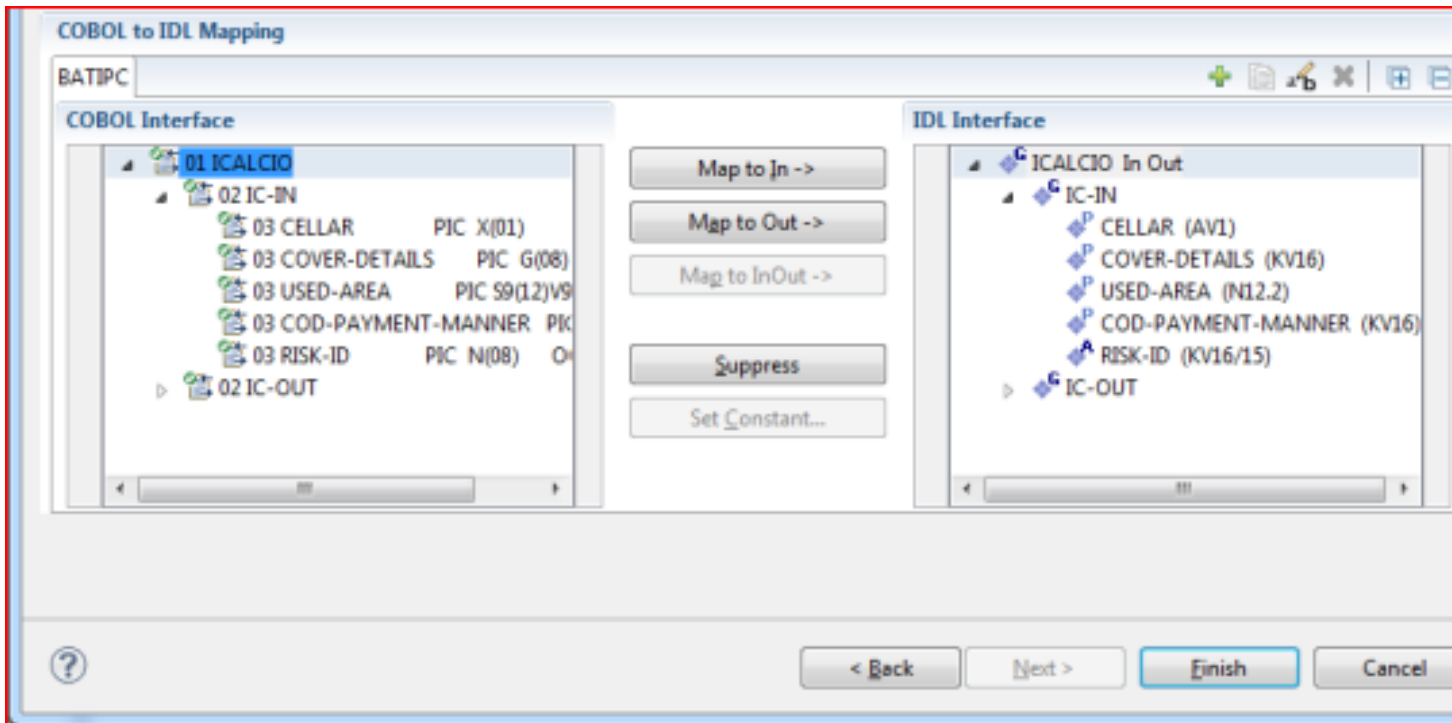 COBOL to IDL Mapping
BATIPC
COBOL Interface
01 ICALCIO
02 IC-IN
03 CELLAR PIC X(01)
03 COVER-DETAILS PIC G(08)
03 USED-AREA PIC S9(12)V9
03 COD-PAYMENT-MANNER PIC
03 RISK-ID PIC N(08)
02 IC-OUT
Map to In ->
Map to Out ->
Map to InOut ->
Suppress
Set Constant...
IDL Interface
ICALCIO In Out
IC-IN
CELLAR (AV1)
COVER-DETAILS (KV16)
USED-AREA (N12.2)
COD-PAYMENT-MANNER (KV16)
RISK-ID (KV16/15)
IC-OUT
< Back
Next >
Finish
Cancel